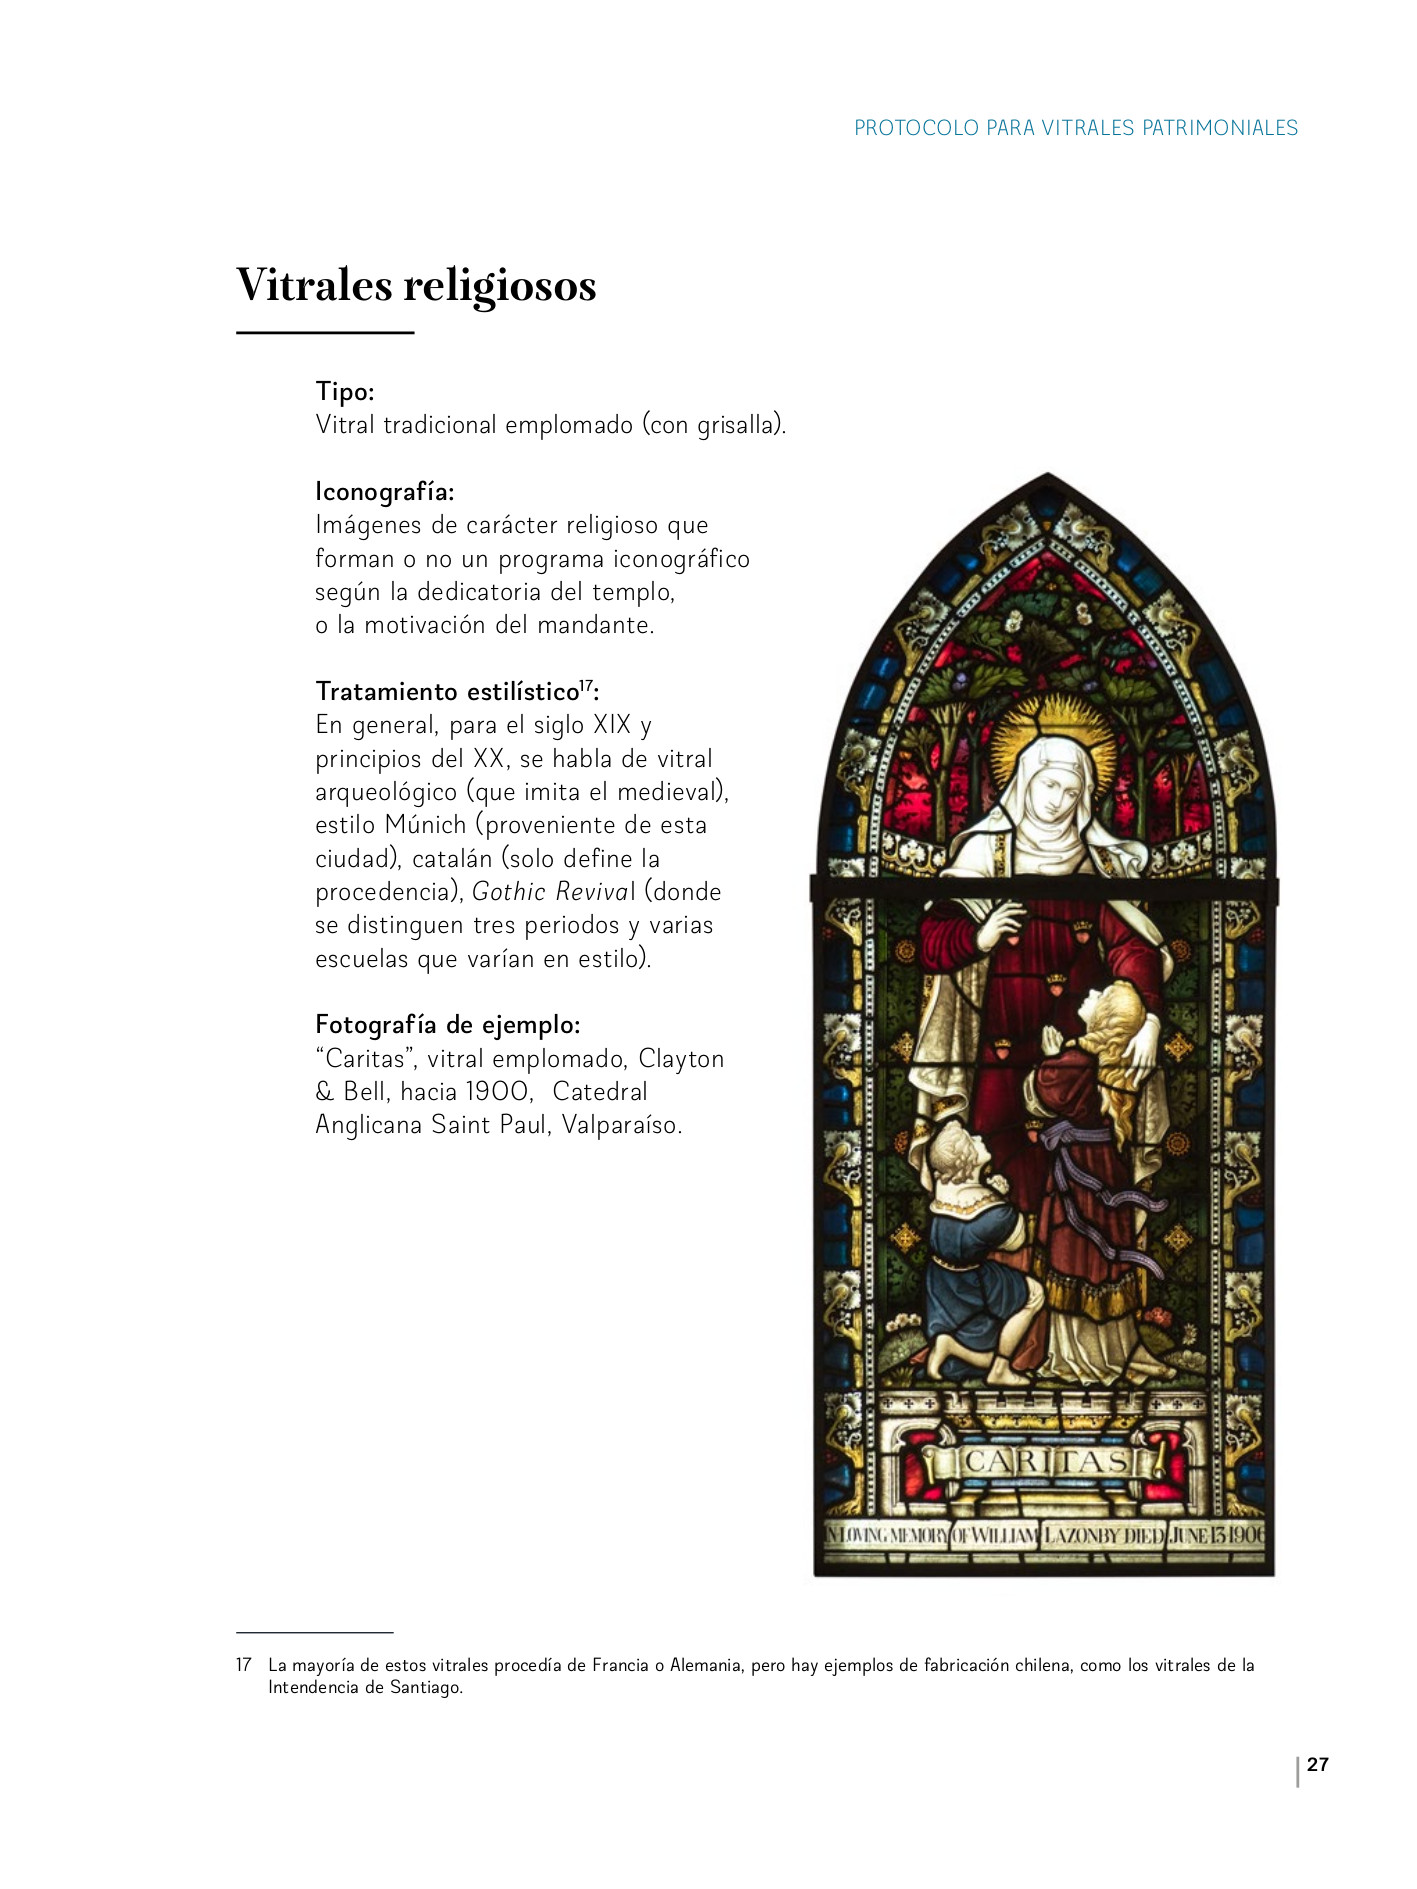 PROTOCOLO PARA VITRALES PATRIMONIALES
Vitrales religiosos
Tipo:
Vitral tradicional emplomado (con grisalla).
Iconografía:
Imágenes de carácter religioso que
forman o no un programa iconográfico
según la dedicatoria del templo,
o la motivación del mandante.
Tratamiento estilístico17:
En general, para el siglo XIX y
principios del XX, se habla de vitral
arqueológico (que imita el medieval),
estilo Múnich (proveniente de esta
ciudad), catalán (solo define la
procedencia), Gothic Revival (donde
se distinguen tres periodos y varias
escuelas que varían en estilo).
Fotografía de ejemplo:
“Caritas”, vitral emplomado, Clayton
& Bell, hacia 1900, Catedral
Anglicana Saint Paul, Valparaíso.
CARITAS
IN LOVING MEMORY OF WILLIAM LAZONBY DIED JUNE 13 1906
17 La mayoría de estos vitrales procedía de Francia o Alemania, pero hay ejemplos de fabricación chilena, como los vitrales de la
Intendencia de Santiago.
27